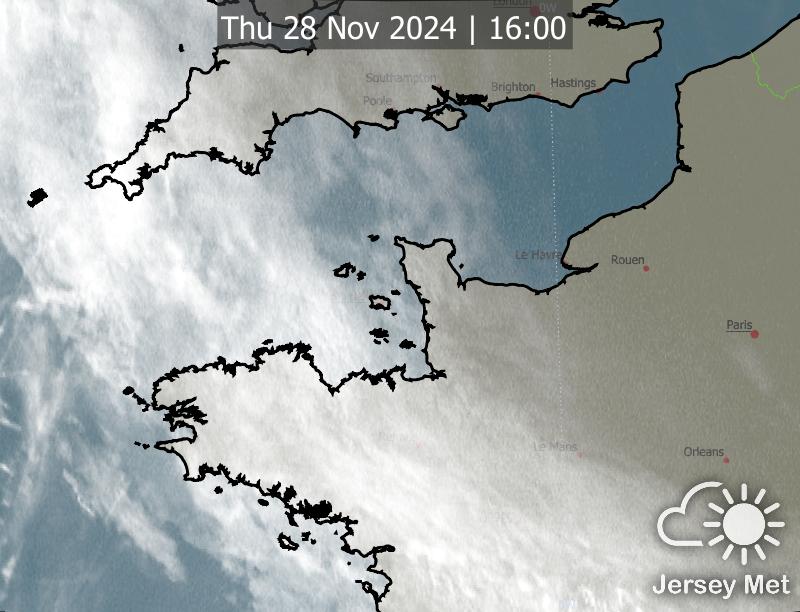 London
Thu 28 Nov 2024 | 16:00
0W
Southampton
Brighton
Hastings
Poole
Le Havre
Rouen
Paris
Le Mans
Orleans
Jersey Met